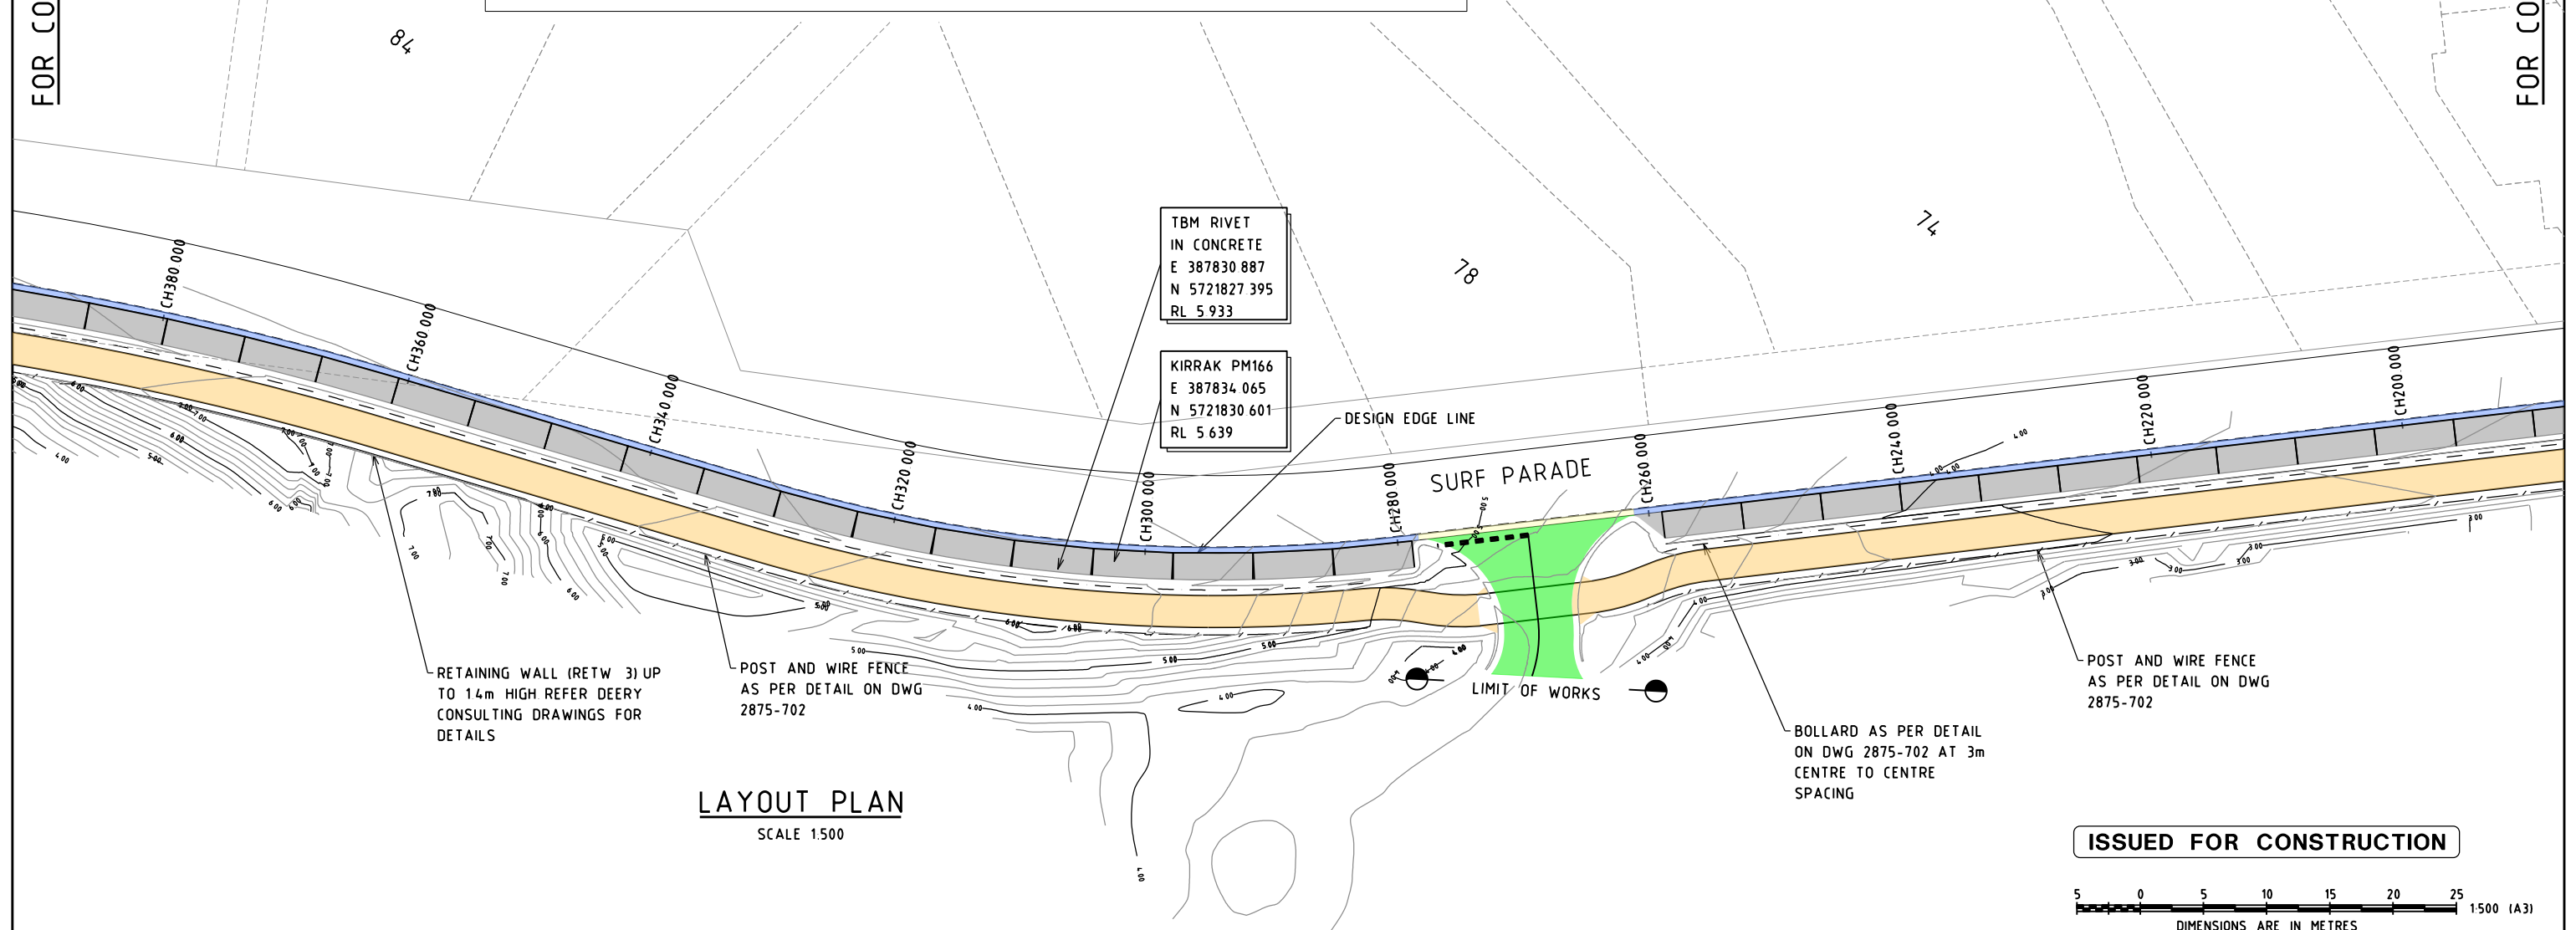 FOR CO
84
FOR CO
74
78
TBM RIVET
IN CONCRETE
E 387830 887
N 5721827 395
RL 5 933
KIRRAK PM166
E 387834 065
N 5721830 601
RL 5 639
DESIGN EDGE LINE
SURF PARADE
CH380 000
CH360 000
CH340 000
CH320 000
CH300 000
CH280 000
CH260 000
CH240 000
CH220 000
CH200 000
RETAINING WALL (RETW 3) UP
TO 1 4m HIGH REFER DEERY
CONSULTING DRAWINGS FOR
DETAILS
POST AND WIRE FENCE
AS PER DETAIL ON DWG
2875-702
LIMIT OF WORKS
BOLLARD AS PER DETAIL
ON DWG 2875-702 AT 3m
CENTRE TO CENTRE
SPACING
POST AND WIRE FENCE
AS PER DETAIL ON DWG
2875-702
LAYOUT PLAN
SCALE 1:500
ISSUED FOR CONSTRUCTION
5 0 5 10 15 20 25
1:500 (A3)
DIMENSIONS ARE IN METRES